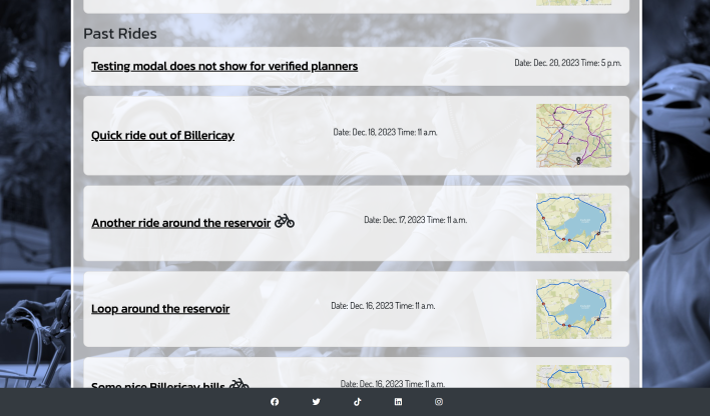 Past Rides
Testing modal does not show for verified planners
Date: Dec. 20, 2023 Time: 5 p.m.
Quick ride out of Billericay
Date: Dec. 18, 2023 Time: 11 a.m.
Another ride around the reservoir
Date: Dec. 17, 2023 Time: 11 a.m.
Loop around the reservoir
Date: Dec. 16, 2023 Time: 11 a.m.
Some nice Billericay hills
Date: Dec. 16, 2023 Time: 11 a.m.